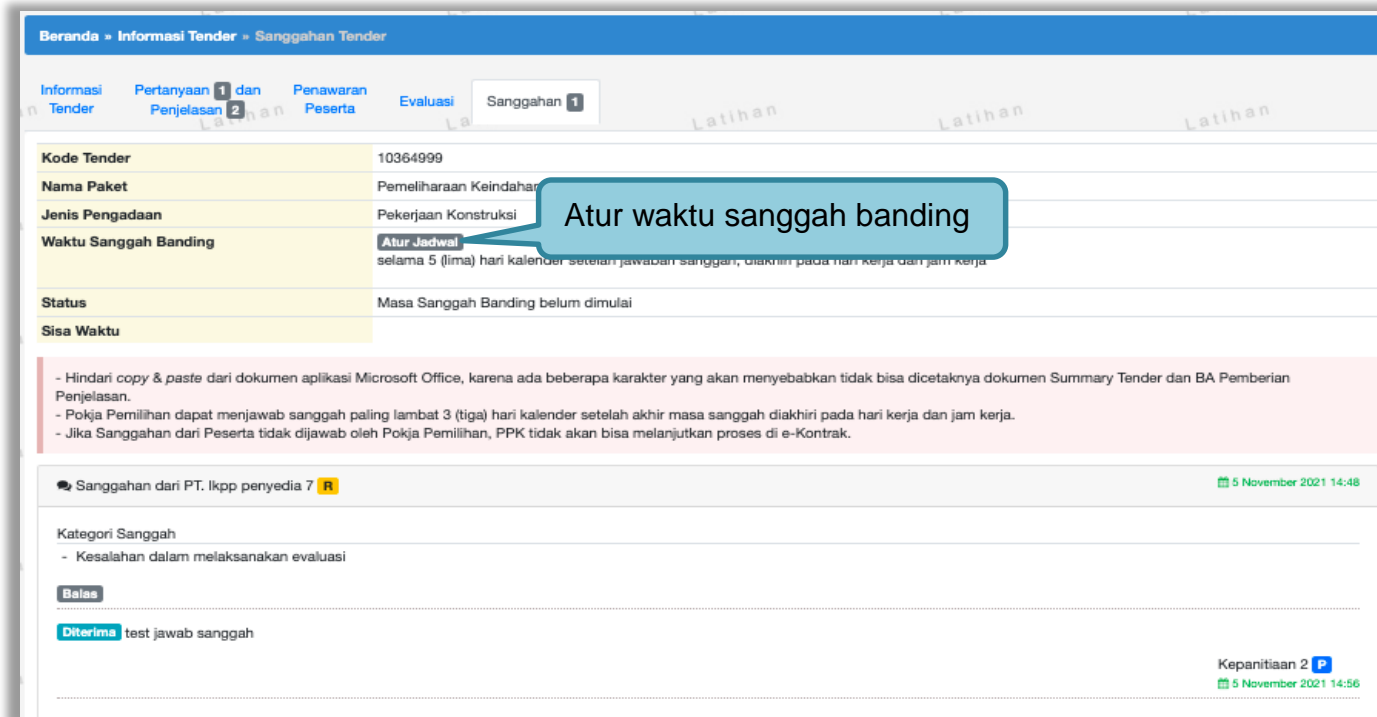 Beranda » Informasi Tender » Sanggahan Tender
Informasi Tender
Pertanyaan 1 dan Penjelasan 2
Penawaran Peserta
Evaluasi
Sanggahan 1
Latihan
Latihan
Latihan
Latihan
Kode Tender 10364999
Nama Paket Pemeliharaan Keindahan
Jenis Pengadaan Pekerjaan Konstruksi
Atur waktu sanggah banding
Waktu Sanggah Banding Atur Jadwal
selama 5 (lima) hari kalender setelah jawaban sanggah, diakhiri pada hari kerja dan jam kerja
Status Masa Sanggah Banding belum dimulai
Sisa Waktu
- Hindari copy & paste dari dokumen aplikasi Microsoft Office, karena ada beberapa karakter yang akan menyebabkan tidak bisa dicetaknya dokumen Summary Tender dan BA Pemberian
Penjelasan.
- Pokja Pemilihan dapat menjawab sanggah paling lambat 3 (tiga) hari kalender setelah akhir masa sanggah diakhiri pada hari kerja dan jam kerja.
- Jika Sanggahan dari Peserta tidak dijawab oleh Pokja Pemilihan, PPK tidak akan bisa melanjutkan proses di e-Kontrak.
Sanggahan dari PT. lkpp penyedia 7 R 5 November 2021 14:48
Kategori Sanggah
- Kesalahan dalam melaksanakan evaluasi
Balas
Diterima test jawab sanggah
Kepanitiaan 2 P
5 November 2021 14:56